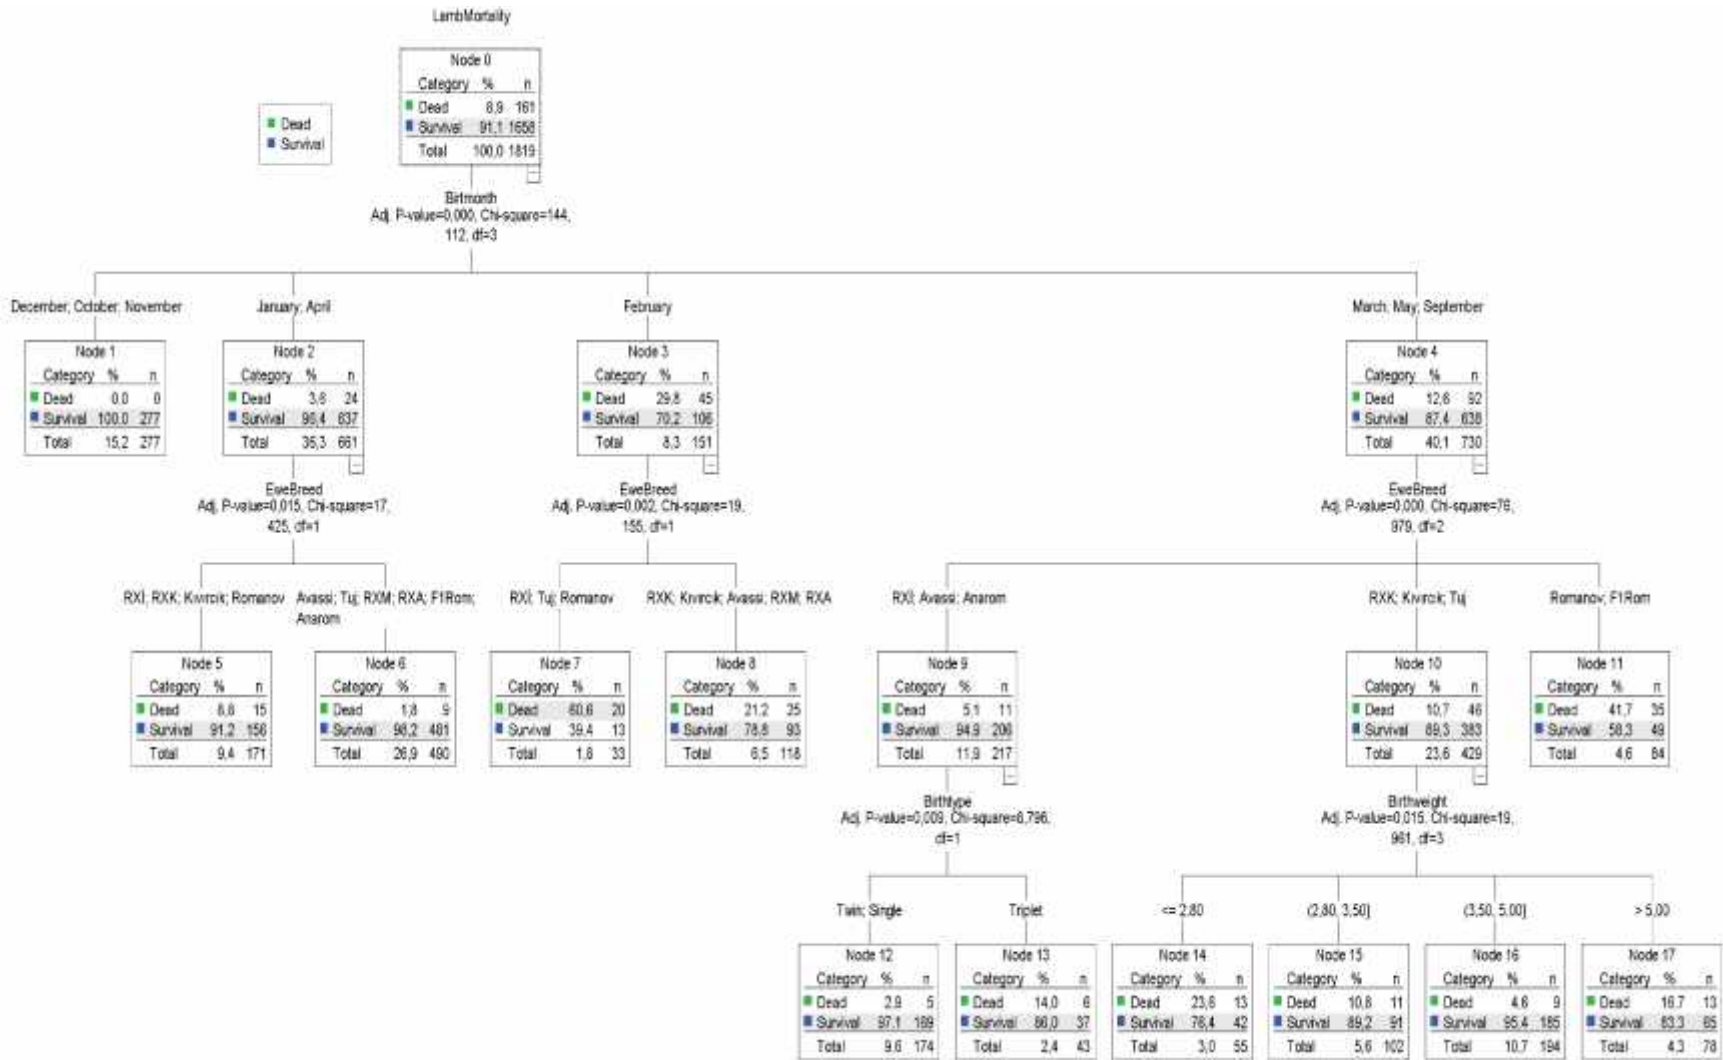 LambMortality
Node 0
Category % n
Dead 8,9 161
Survival 91,1 1658
Total 100,0 1819
Dead
Survival
Birtmonth
Adj. P-value=0,000, Chi-square=144,
112, df=3
December; October; November
January; April
February
March; May; September
Node 1
Category % n
Dead 0,0 0
Survival 100,0 277
Total 15,2 277
Node 2
Category % n
Dead 3,6 24
Survival 96,4 637
Total 36,3 661
Node 3
Category % n
Dead 29,8 45
Survival 70,2 106
Total 8,3 151
Node 4
Category % n
Dead 12,6 92
Survival 87,4 638
Total 40,1 730
EweBreed
Adj. P-value=0,015, Chi-square=17,
425, df=1
EweBreed
Adj. P-value=0,002, Chi-square=19,
155, df=1
EweBreed
Adj. P-value=0,000, Chi-square=76,
979, df=2
RXİ; RXK; Kıvırcik; Romanov
Avassi; Tuj; RXM; RXA; F1Rom;
Anarom
RXİ; Tuj; Romanov
RXK; Kıvırcik; Avassi; RXM; RXA
RXİ; Avassi; Anarom
RXK; Kıvırcik; Tuj
Romanov; F1Rom
Node 5
Category % n
Dead 8,8 15
Survival 91,2 156
Total 9,4 171
Node 6
Category % n
Dead 1,8 9
Survival 98,2 481
Total 26,9 490
Node 7
Category % n
Dead 60,6 20
Survival 39,4 13
Total 1,8 33
Node 8
Category % n
Dead 21,2 25
Survival 78,8 93
Total 6,5 118
Node 9
Category % n
Dead 5,1 11
Survival 94,9 206
Total 11,9 217
Node 10
Category % n
Dead 10,7 46
Survival 89,3 383
Total 23,6 429
Node 11
Category % n
Dead 41,7 35
Survival 58,3 49
Total 4,6 84
Birthtype
Adj. P-value=0,009, Chi-square=6,796,
df=1
Birthweight
Adj. P-value=0,015, Chi-square=19,
961, df=3
Twin; Single
Triplet
<= 2,80
(2,80, 3,50]
(3,50, 5,00]
> 5,00
Node 12
Category % n
Dead 2,9 5
Survival 97,1 169
Total 9,6 174
Node 13
Category % n
Dead 14,0 6
Survival 86,0 37
Total 2,4 43
Node 14
Category % n
Dead 23,6 13
Survival 76,4 42
Total 3,0 55
Node 15
Category % n
Dead 10,8 11
Survival 89,2 91
Total 5,6 102
Node 16
Category % n
Dead 4,6 9
Survival 95,4 185
Total 10,7 194
Node 17
Category % n
Dead 16,7 13
Survival 83,3 65
Total 4,3 78